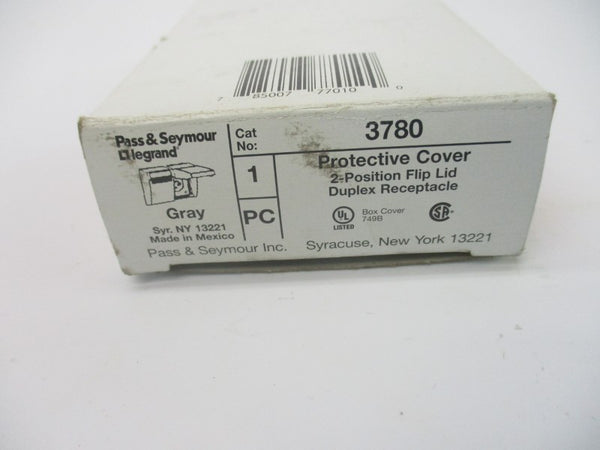 7 85007 77010 0
Pass & Seymour
legrand
Cat No:
3780
1
PC
Protective Cover
2-Position Flip Lid
Duplex Receptacle
Gray
Syr. NY 13221
Made in Mexico
UL
LISTED
Box Cover
749B
SA
Pass & Seymour Inc. Syracuse, New York 13221